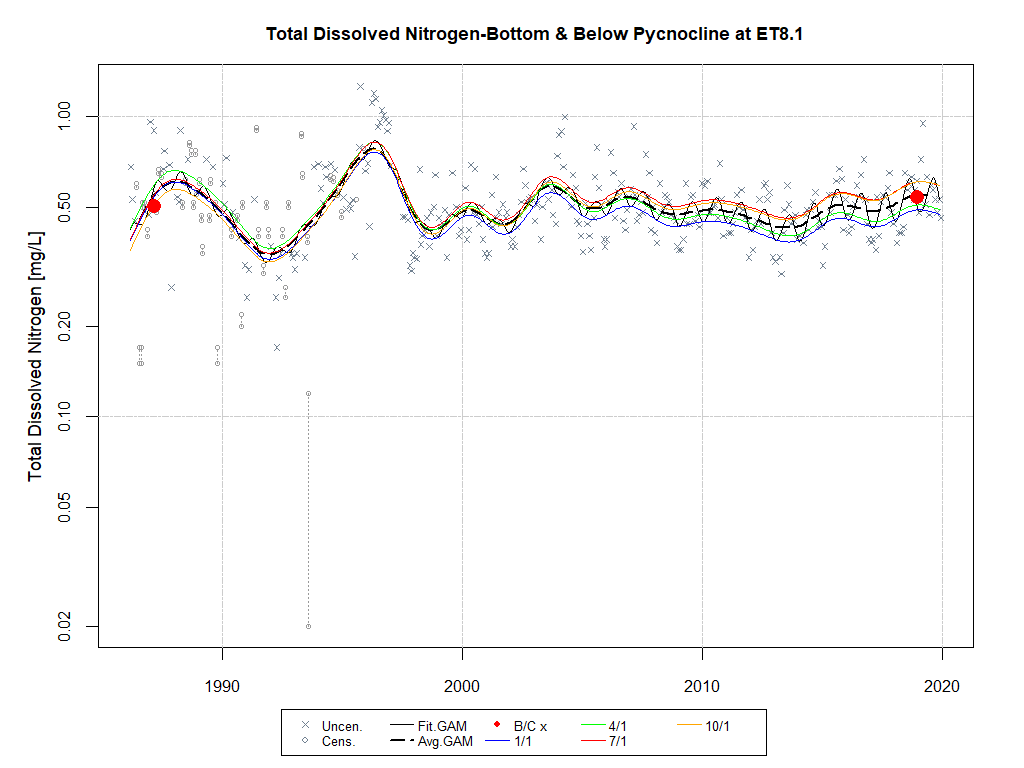 Total Dissolved Nitrogen-Bottom & Below Pycnocline at ET8.1
Total Dissolved Nitrogen [mg/L]
1.00
0.50
0.20
0.10
0.05
0.02
1990 2000 2010 2020
Uncen. Fit.GAM B/C x 4/1 10/1
Cens. Avg.GAM 1/1 7/1